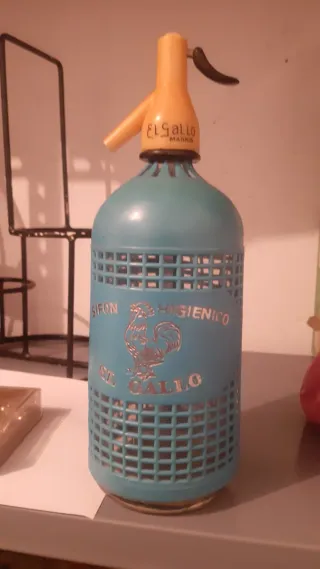 El Gallo
MADRID
SIFON HIGIENICO
EL GALLO